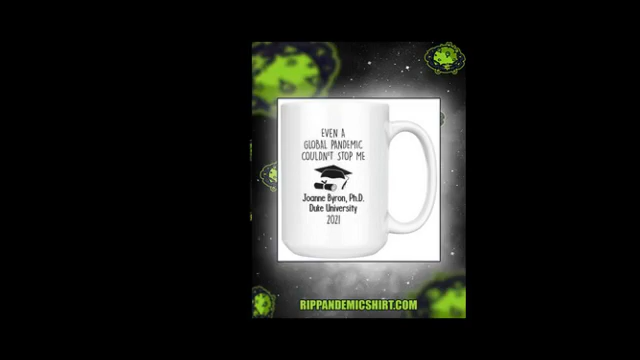 EVEN A
GLOBAL PANDEMIC
COULDN'T STOP ME
Joanne Byron, Ph.D.
Duke University
2021
RIPPANDEMICSHIRT.COM